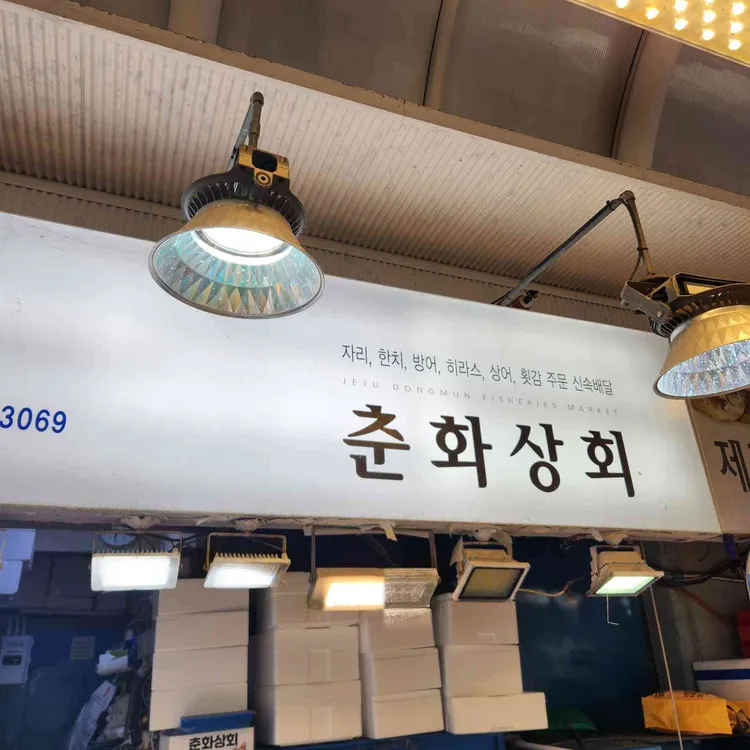 자리, 한치, 방어, 히라스, 상어, 횟감 주문 신속배달
JEJU DONGMUN FISHERIES MARKET
춘화상회
3069
제
춘화상회